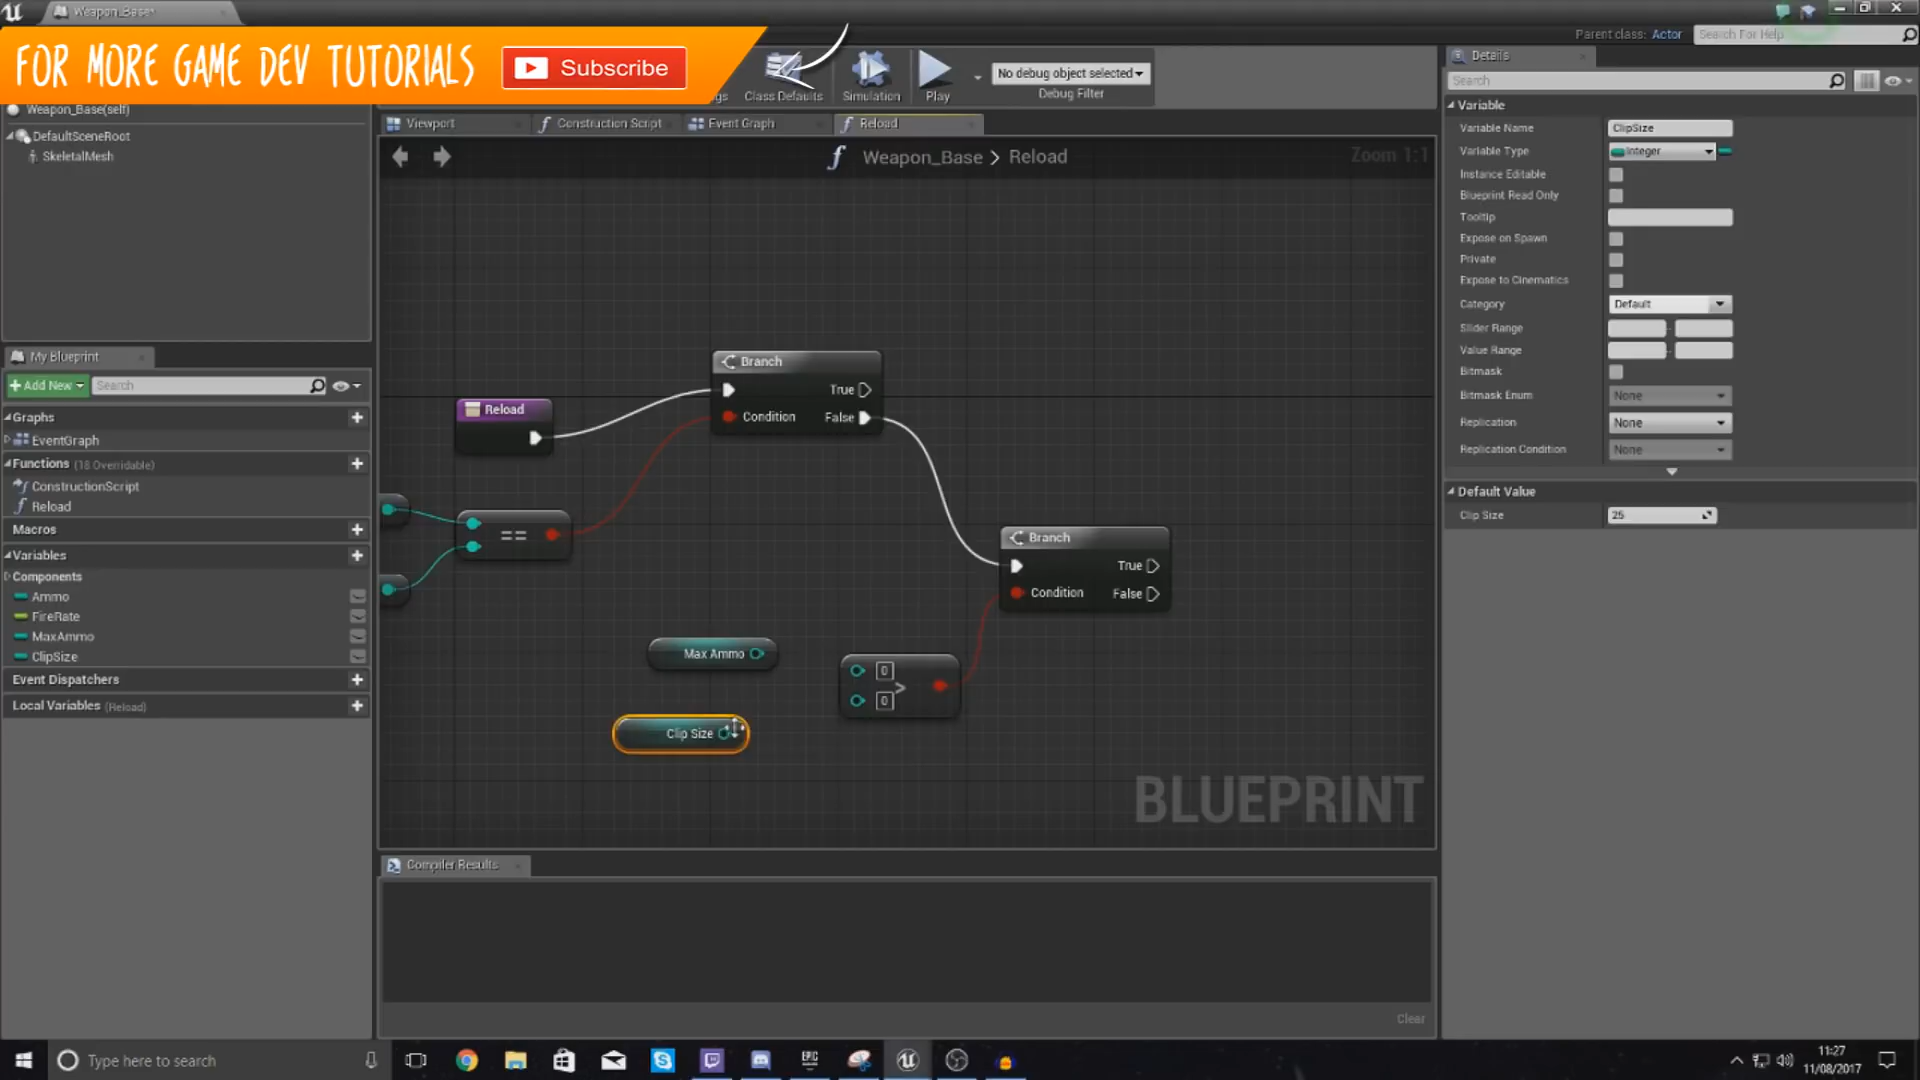 Weapon_Base*
FOR MORE GAME DEV TUTORIALS
Subscribe
Parent class: Actor
Search For Help
Class Defaults
Simulation
Play
No debug object selected
Debug Filter
Weapon_Base(self)
DefaultSceneRoot
SkeletalMesh
Viewport
Construction Script
Event Graph
Reload
Weapon_Base > Reload
Zoom 1:1
My Blueprint
+ Add New
Search
Graphs
EventGraph
Functions (18 Overridable)
ConstructionScript
Reload
Macros
Variables
Components
Ammo
FireRate
MaxAmmo
ClipSize
Event Dispatchers
Local Variables (Reload)
Reload
Branch
True
Condition
False
==
Branch
True
Condition
False
Max Ammo
Clip Size
0
0
>
BLUEPRINT
Compiler Results
Clear
Details
Search
Variable
Variable Name
ClipSize
Variable Type
Integer
Instance Editable
Blueprint Read Only
Tooltip
Expose on Spawn
Private
Expose to Cinematics
Category
Default
Slider Range
Value Range
Bitmask
Bitmask Enum
None
Replication
None
Replication Condition
None
Default Value
Clip Size
25
Type here to search
EPIC
11:27
11/08/2017